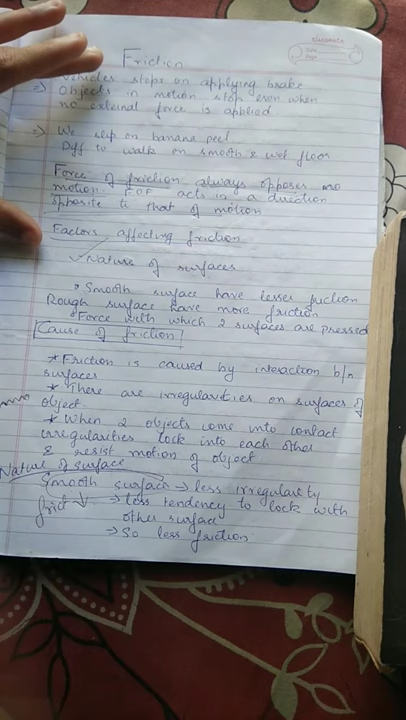 classmate
Date
Page
Friction
Vehicles stops on applying brake
=> Objects in motion stop even when
no external force is applied
=> We slip on banana peel
Diff to walk on smooth & wet floor
Force of friction always opposes mo
motion. FOF acts in a direction
opposite to that of motion
Factors affecting friction
✓ Nature of surfaces
• Smooth surface have lesser friction
Rough surface have more friction
• Force with which 2 surfaces are pressed
Cause of friction!
* Friction is caused by interaction b/n
surfaces
* There are irregularities on surfaces of
object.
* When 2 objects come into contact
irregularities lock into each other
& resist motion of object
Nature of surface
Smooth surface → less irregularity
frict ↓ → less tendency to lock with
other surface
→ So less friction